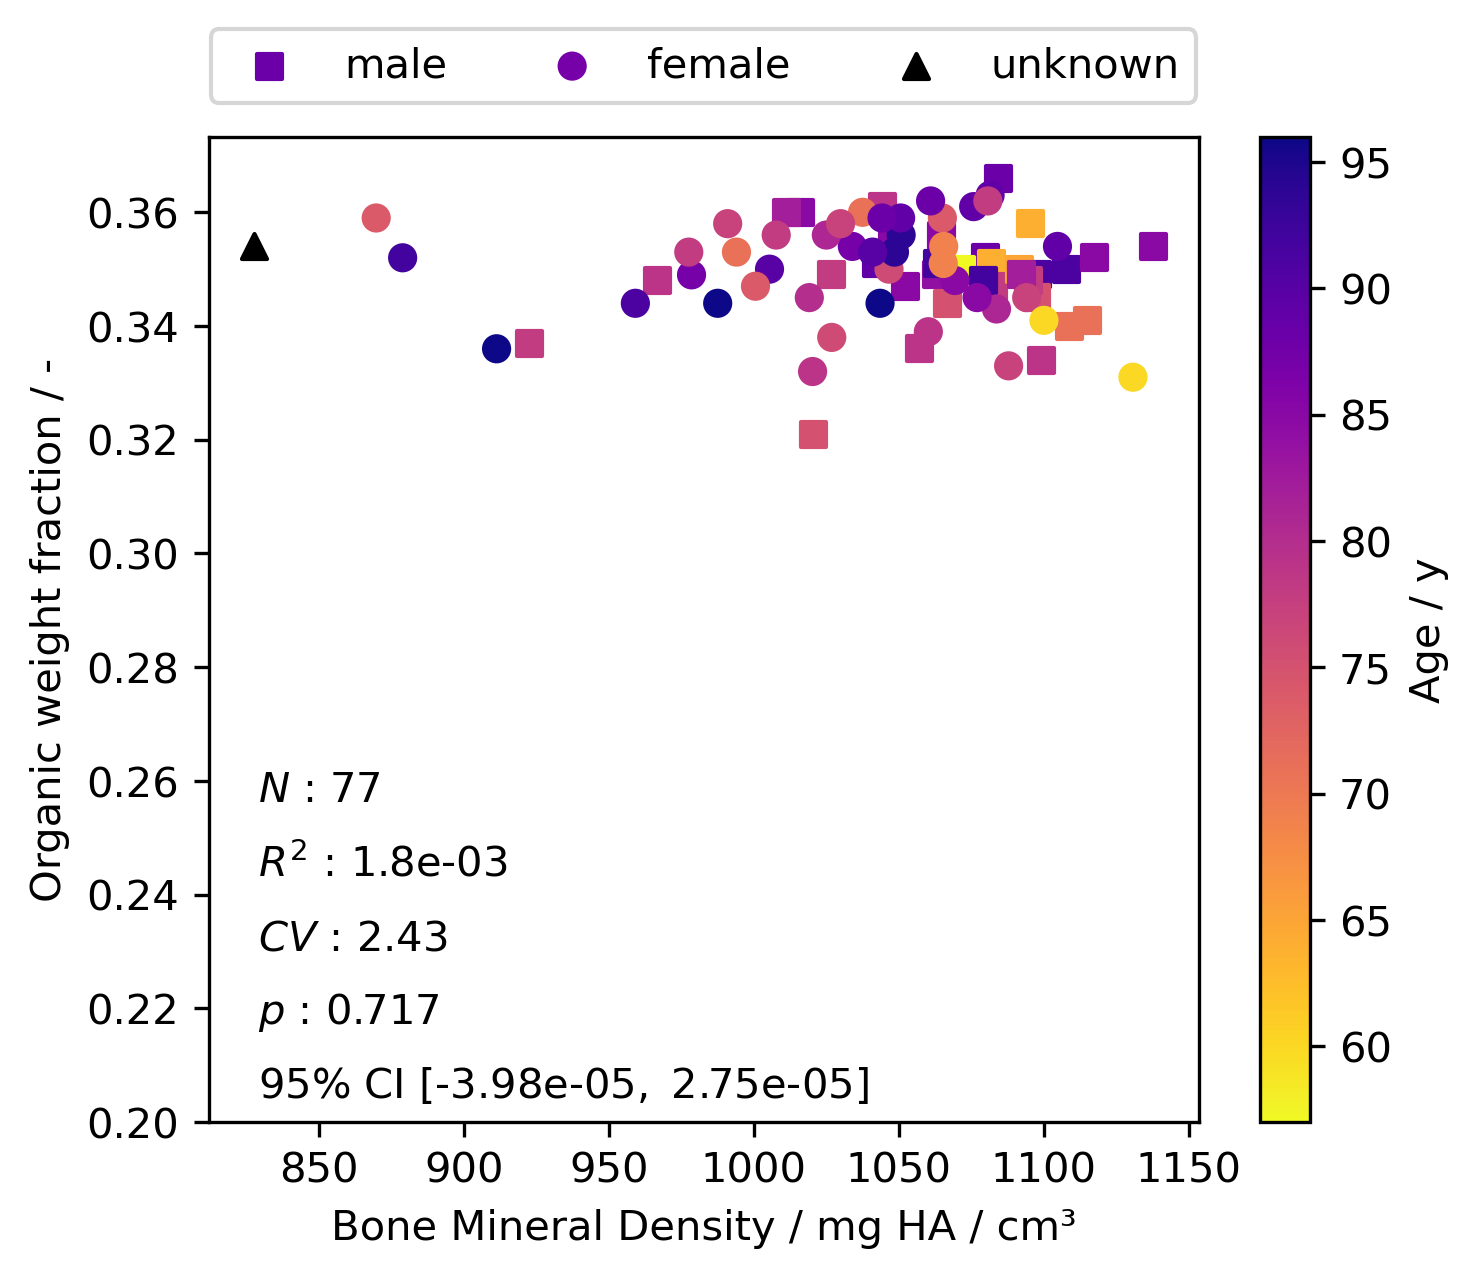 male female unknown
0.36
0.34
0.32
0.30
0.28
0.26
0.24
0.22
0.20
Organic weight fraction / -
N : 77
R² : 1.8e-03
CV : 2.43
p : 0.717
95% CI [-3.98e-05, 2.75e-05]
850 900 950 1000 1050 1100 1150
Bone Mineral Density / mg HA / cm³
95
90
85
80
75
70
65
60
Age / y